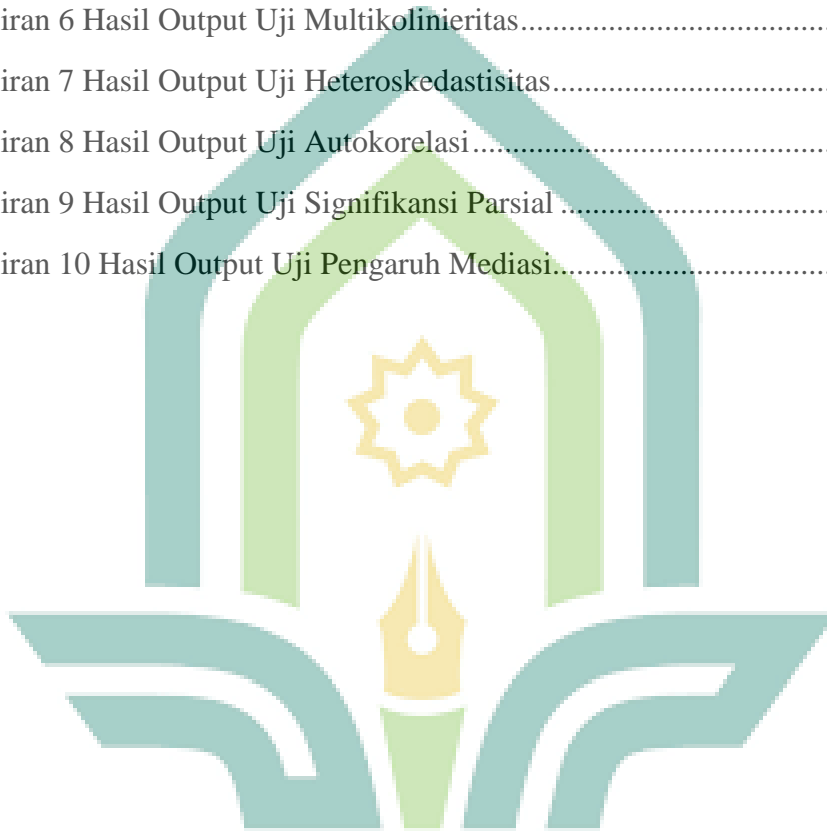 iran 6 Hasil Output Uji Multikolinieritas....................................
iran 7 Hasil Output Uji Heteroskedastisitas.................................
iran 8 Hasil Output Uji Autokorelasi..........................................
iran 9 Hasil Output Uji Signifikansi Parsial ................................
iran 10 Hasil Output Uji Pengaruh Mediasi.................................